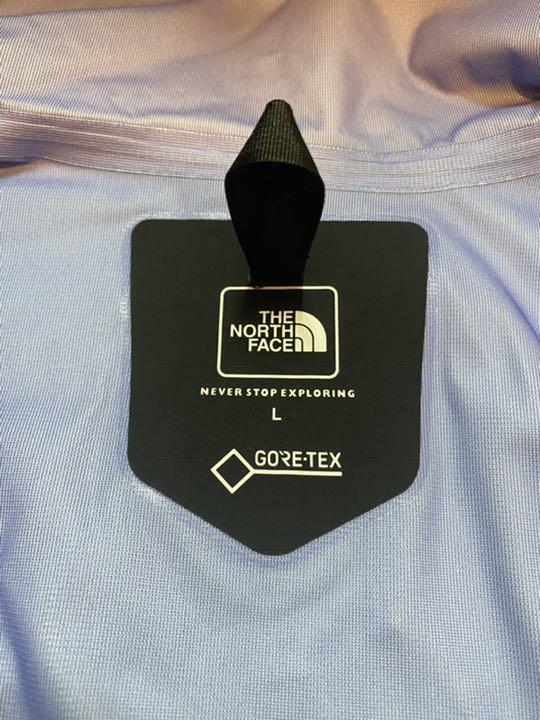 THE
NORTH
FACE
NEVER STOP EXPLORING
L
GORE-TEX